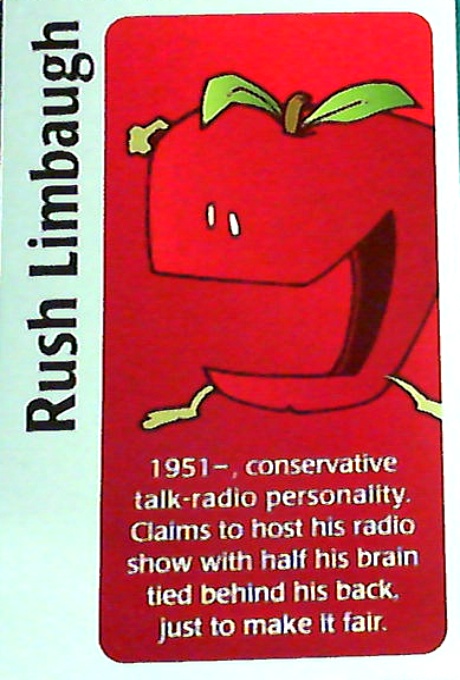 Rush Limbaugh
1951–, conservative
talk-radio personality.
Claims to host his radio
show with half his brain
tied behind his back,
just to make it fair.